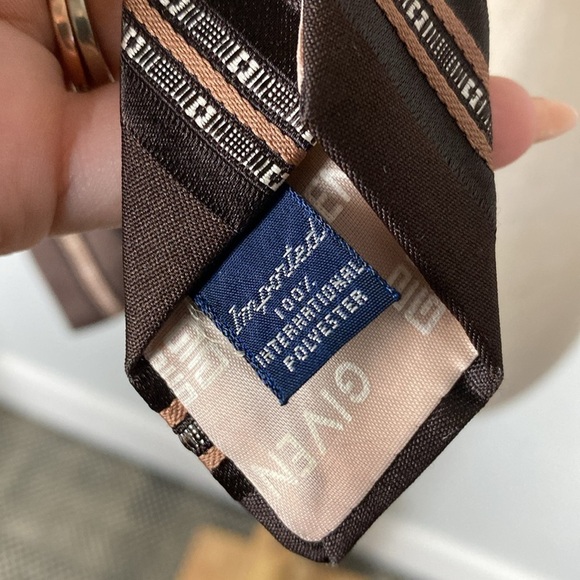 Imported
100%
INTERNATIONAL
POLYESTER
GIVEN